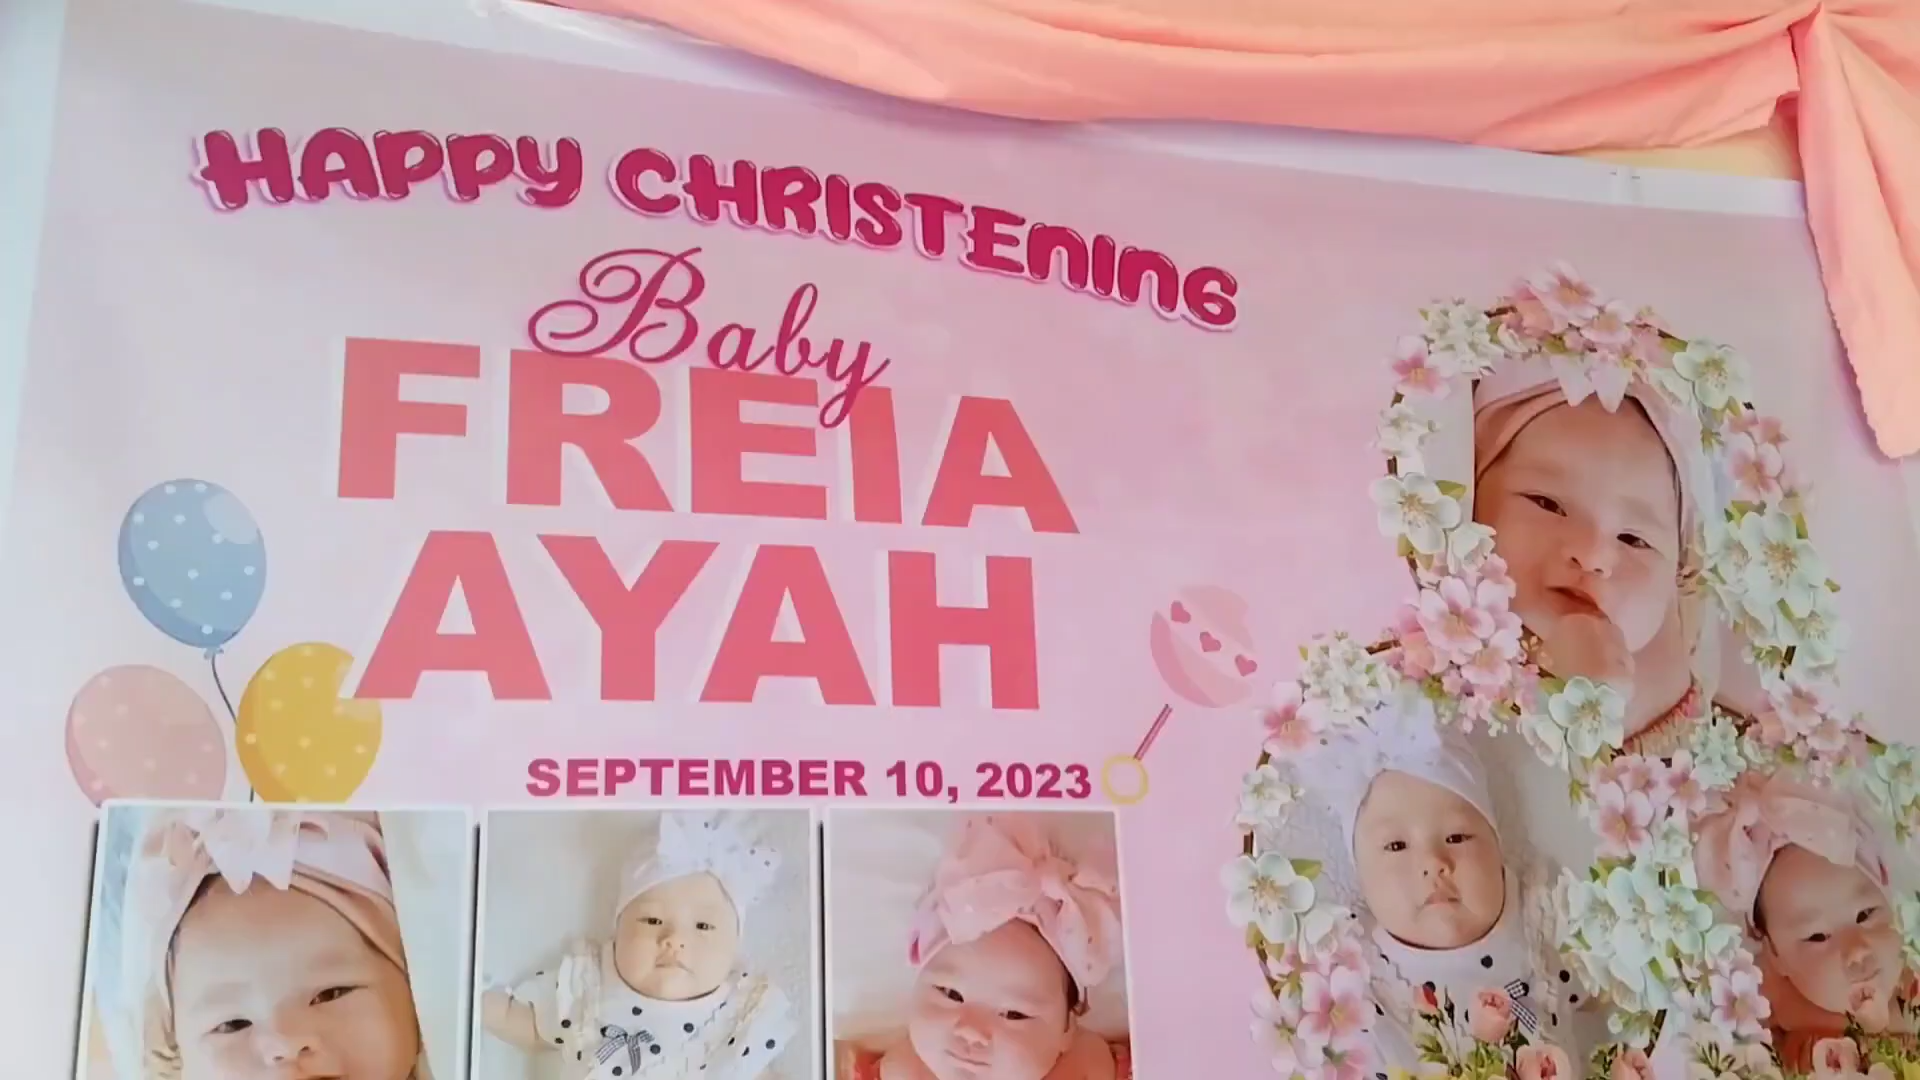 HAPPY CHRISTENING
Baby
FREIA
AYAH
SEPTEMBER 10, 2023